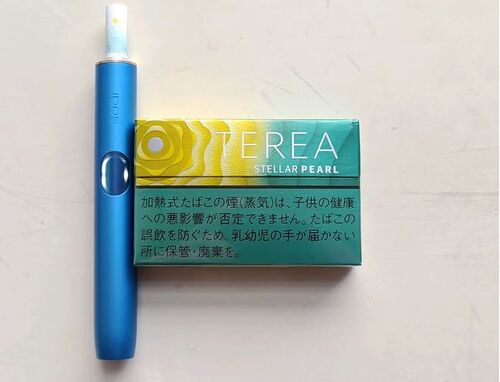 IQOS
TEREA
STELLAR PEARL
加熱式たばこの煙(蒸気)は、子供の健康
への悪影響が否定できません。たばこの
誤飲を防ぐため、乳幼児の手が届かない
所に保管・廃棄を。